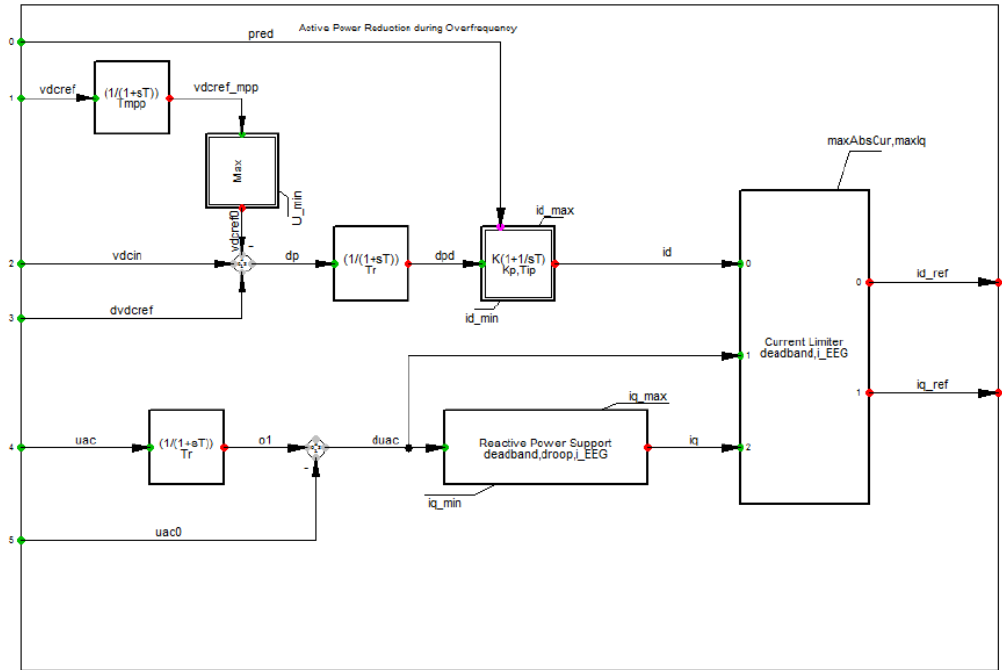 Active Power Reduction during Overfrequency
0
pred
1
vdcref
(1/(1+sT))
Tmpp
vdcref_mpp
Max
U_min
vdcref0
maxAbsCur,maxIq
id_max
2
vdcin
-
dp
(1/(1+sT))
Tr
dpd
K(1+1/sT)
Kp,Tip
id
0
id_min
3
dvdcref
0
id_ref
Current Limiter
deadband,i_EEG
1
1
iq_ref
iq_max
4
uac
(1/(1+sT))
Tr
o1
-
duac
Reactive Power Support
deadband,droop,i_EEG
iq
2
iq_min
5
uac0